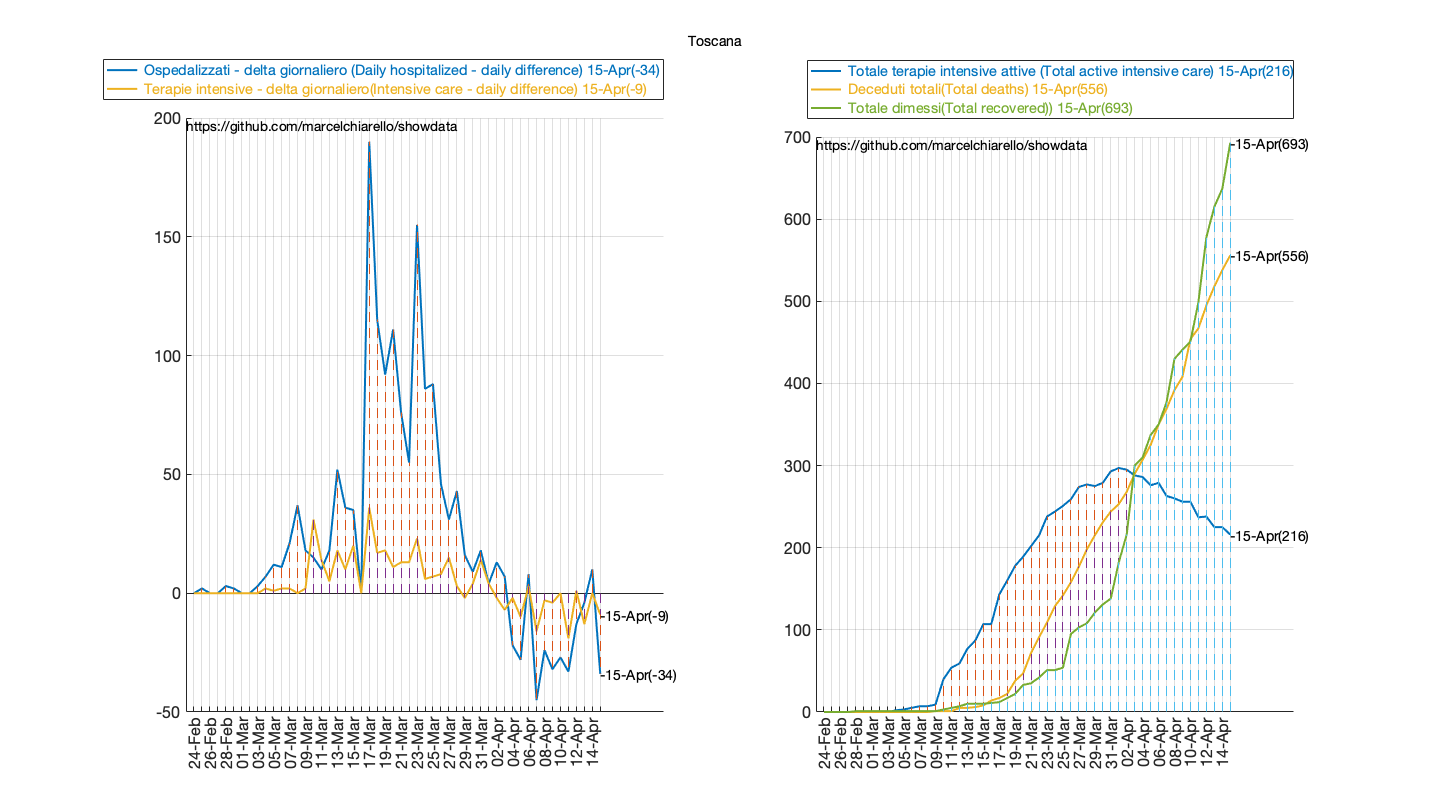 Toscana
Ospedalizzati - delta giornaliero (Daily hospitalized - daily difference) 15-Apr(-34)
Terapie intensive - delta giornaliero(Intensive care - daily difference) 15-Apr(-9)
https://github.com/marcelchiarello/showdata
200
150
100
50
0
-50
-15-Apr(-9)
-15-Apr(-34)
24-Feb
26-Feb
28-Feb
01-Mar
03-Mar
05-Mar
07-Mar
09-Mar
11-Mar
13-Mar
15-Mar
17-Mar
19-Mar
21-Mar
23-Mar
25-Mar
27-Mar
29-Mar
31-Mar
02-Apr
04-Apr
06-Apr
08-Apr
10-Apr
12-Apr
14-Apr
Totale terapie intensive attive (Total active intensive care) 15-Apr(216)
Deceduti totali(Total deaths) 15-Apr(556)
Totale dimessi(Total recovered)) 15-Apr(693)
https://github.com/marcelchiarello/showdata
700
600
500
400
300
200
100
0
-15-Apr(693)
-15-Apr(556)
-15-Apr(216)
24-Feb
26-Feb
28-Feb
01-Mar
03-Mar
05-Mar
07-Mar
09-Mar
11-Mar
13-Mar
15-Mar
17-Mar
19-Mar
21-Mar
23-Mar
25-Mar
27-Mar
29-Mar
31-Mar
02-Apr
04-Apr
06-Apr
08-Apr
10-Apr
12-Apr
14-Apr